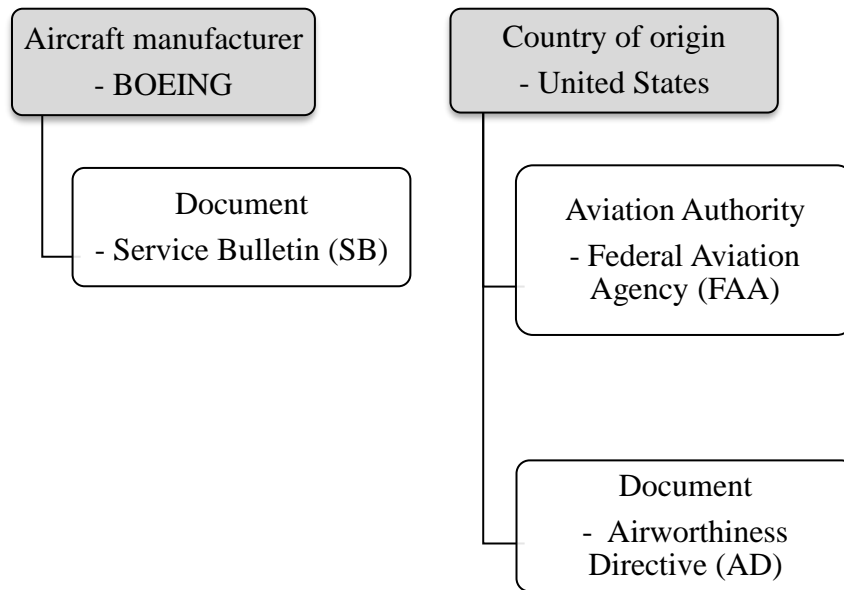 Aircraft manufacturer
- BOEING
Document
- Service Bulletin (SB)
Country of origin
- United States
Aviation Authority
- Federal Aviation
Agency (FAA)
Document
- Airworthiness
Directive (AD)